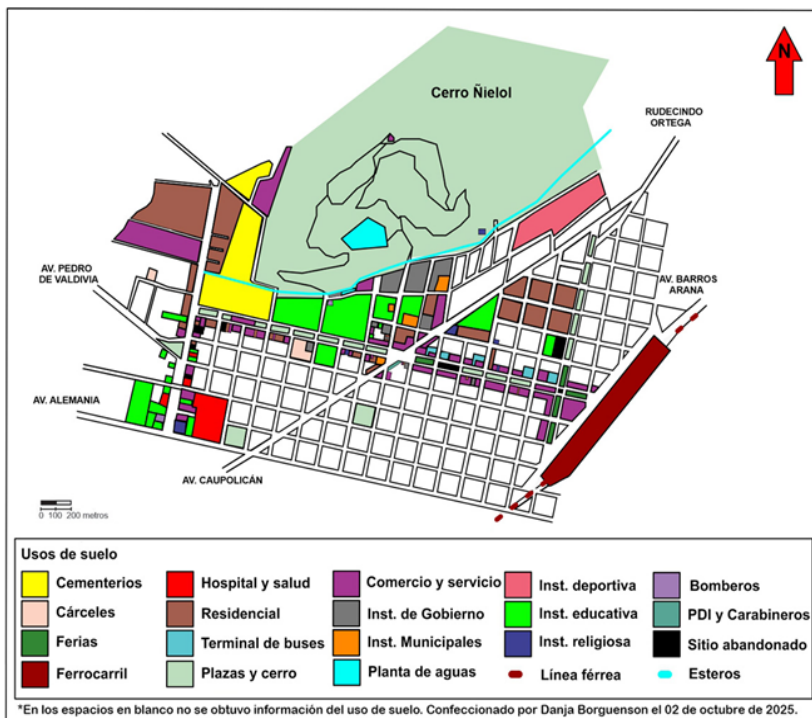 N
Cerro Ñielol
RUDECINDO
ORTEGA
AV. PEDRO
DE VALDIVIA
AV. BARROS
ARANA
AV. ALEMANIA
AV. CAUPOLICÁN
0 100 200 metros
Usos de suelo
Cementerios
Hospital y salud
Comercio y servicio
Inst. deportiva
Bomberos
Cárceles
Residencial
Inst. de Gobierno
Inst. educativa
PDI y Carabineros
Ferias
Terminal de buses
Inst. Municipales
Inst. religiosa
Sitio abandonado
Ferrocarril
Plazas y cerro
Planta de aguas
Línea férrea
Esteros
*En los espacios en blanco no se obtuvo información del uso de suelo. Confeccionado por Danja Borguenson el 02 de octubre de 2025.